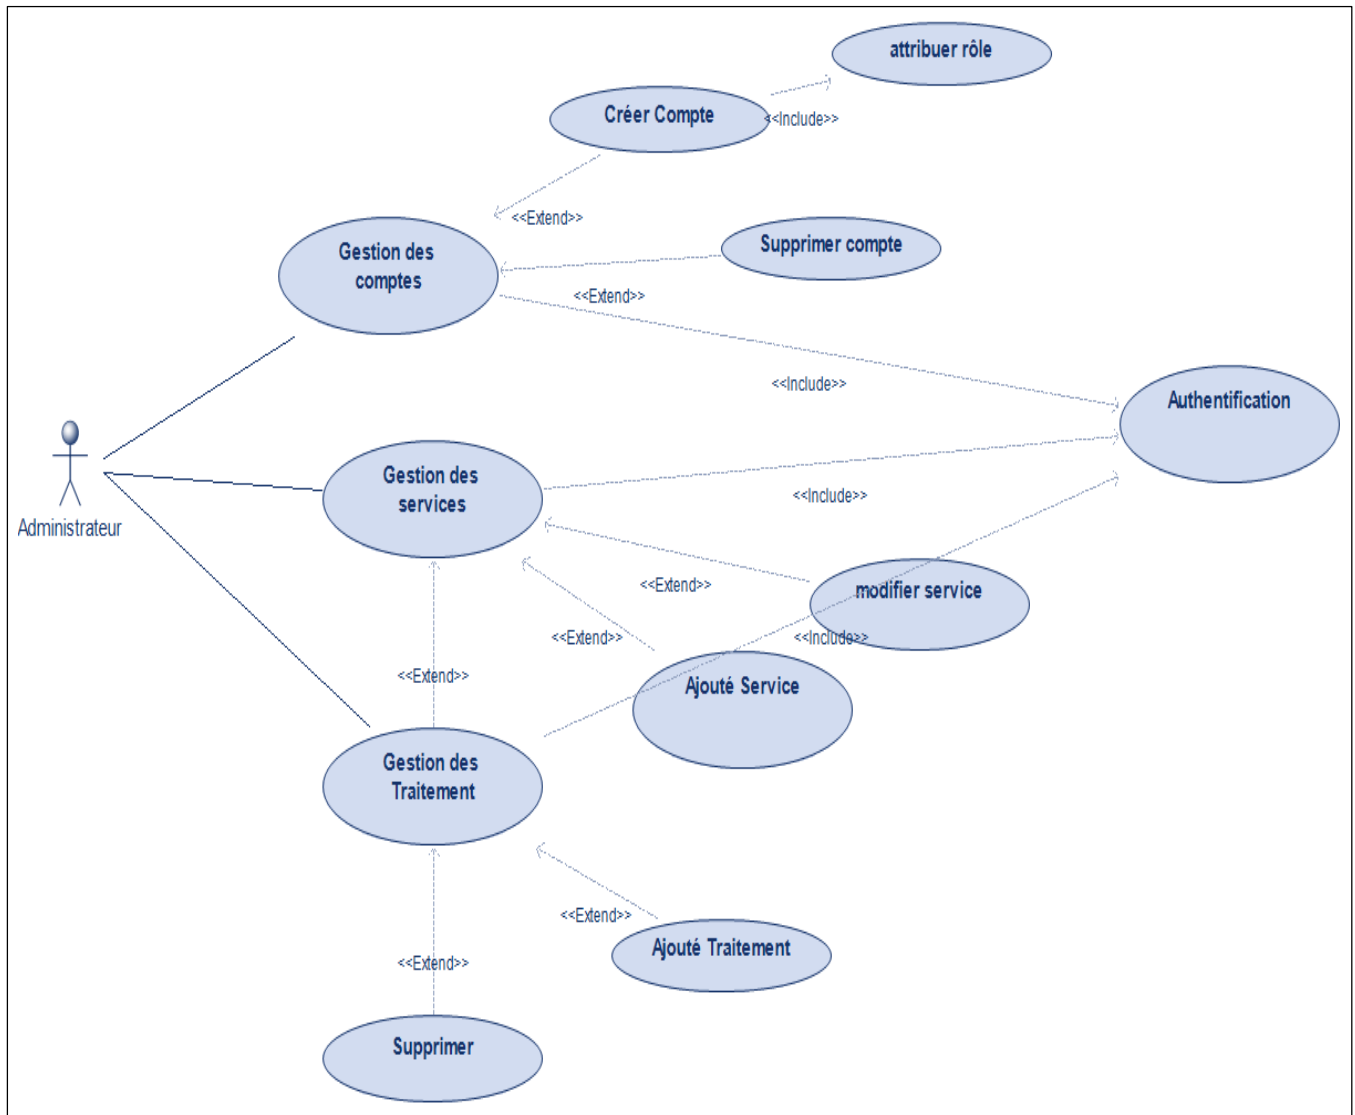 attribuer rôle
Créer Compte
<<Include>>
<<Extend>>
Supprimer compte
Gestion des
comptes
<<Extend>>
<<Include>>
Authentification
Administrateur
Gestion des
services
<<Include>>
<<Extend>>
modifier service
<<Extend>>
<<Include>>
<<Extend>>
Ajouté Service
Gestion des
Traitement
<<Extend>>
Ajouté Traitement
<<Extend>>
Supprimer